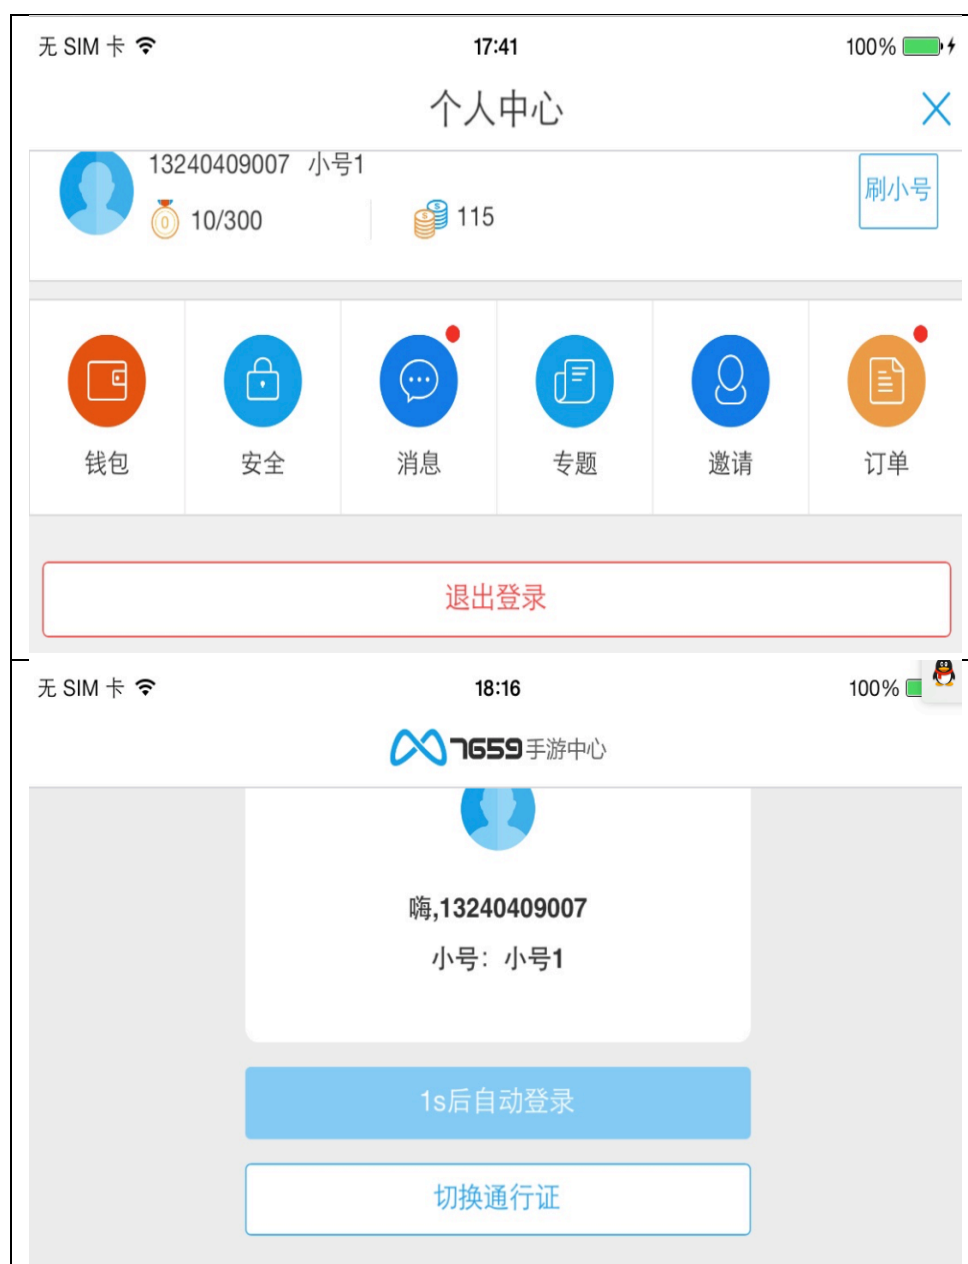 无 SIM 卡 17:41 100%
个人中心
13240409007 小号1
刷小号
0 10/300 115
钱包 安全 消息 专题 邀请 订单
退出登录
无 SIM 卡 18:16 100%
7659手游中心
嗨,13240409007
小号：小号1
1s后自动登录
切换通行证